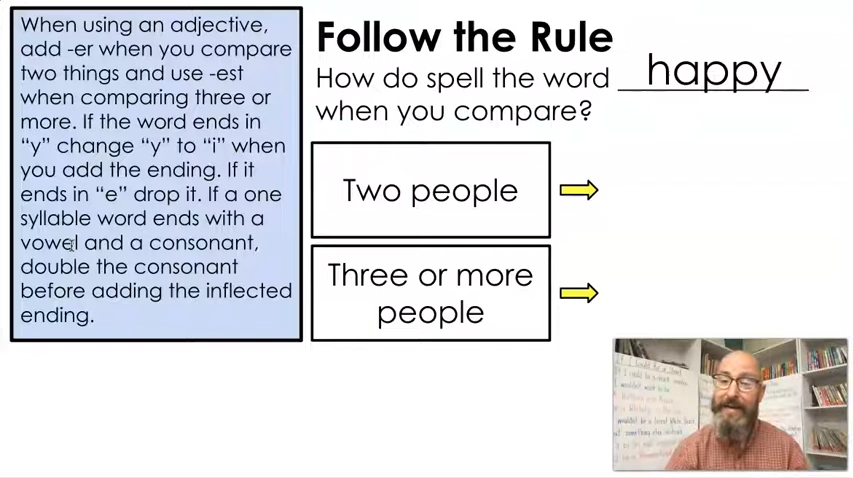 When using an adjective,
add -er when you compare
two things and use -est
when comparing three or
more. If the word ends in
“y” change “y” to “i” when
you add the ending. If it
ends in “e” drop it. If a one
syllable word ends with a
vowel and a consonant,
double the consonant
before adding the inflected
ending.
Follow the Rule
How do spell the word happy
when you compare?
Two people
Three or more
people